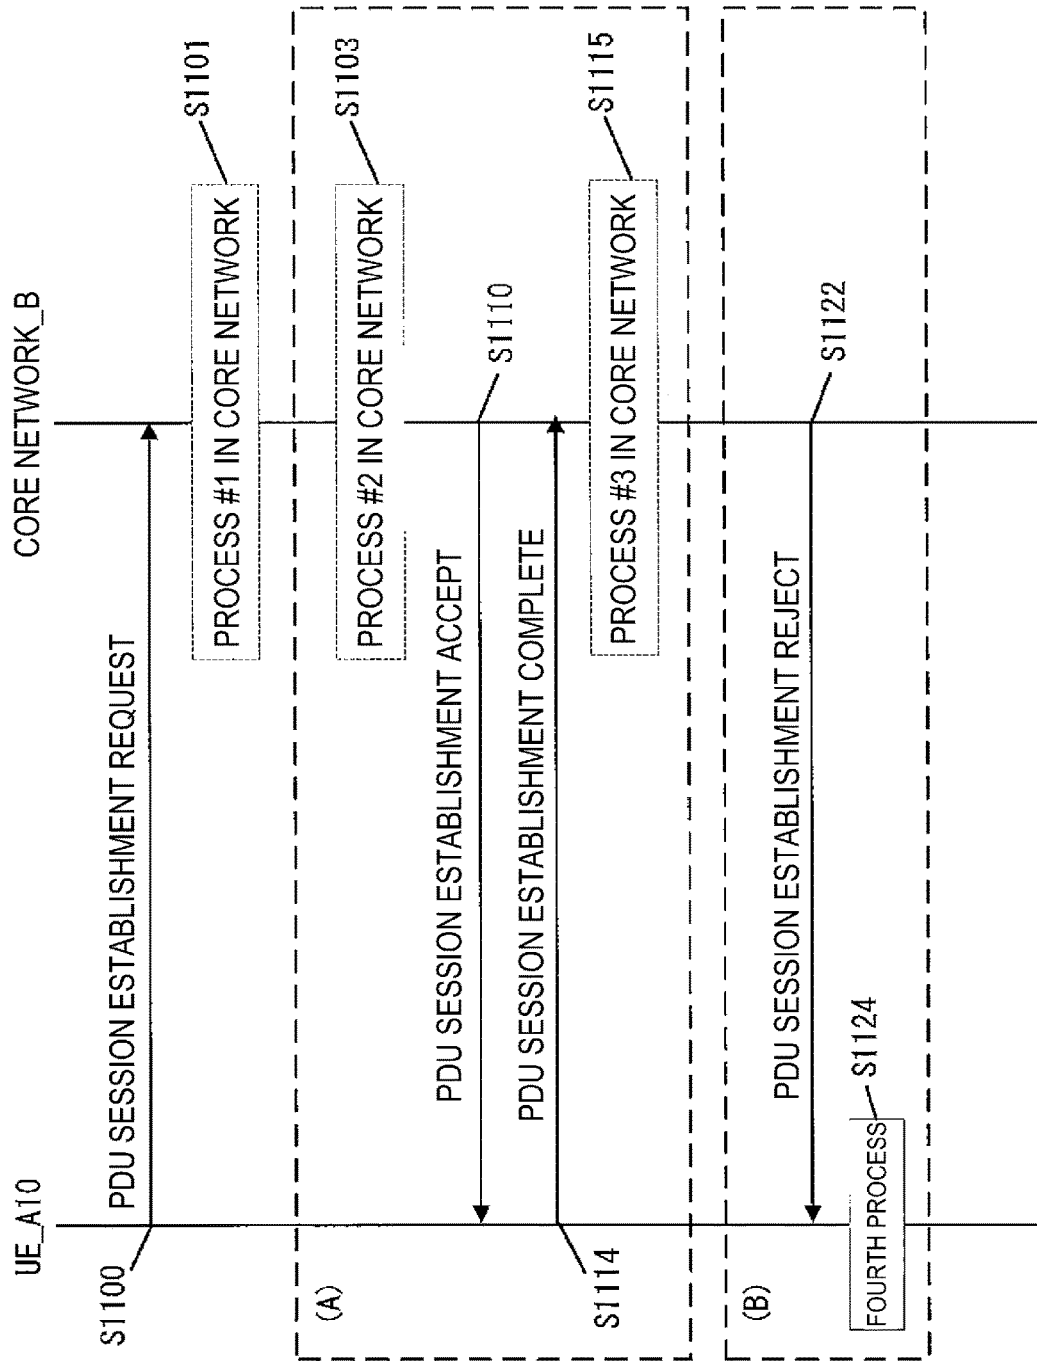 UE_A10
CORE NETWORK_B
S1100
PDU SESSION ESTABLISHMENT REQUEST
PROCESS #1 IN CORE NETWORK
S1101
(A)
PROCESS #2 IN CORE NETWORK
S1103
PDU SESSION ESTABLISHMENT ACCEPT
S1110
PDU SESSION ESTABLISHMENT COMPLETE
S1114
PROCESS #3 IN CORE NETWORK
S1115
(B)
PDU SESSION ESTABLISHMENT REJECT
S1122
FOURTH PROCESS
S1124